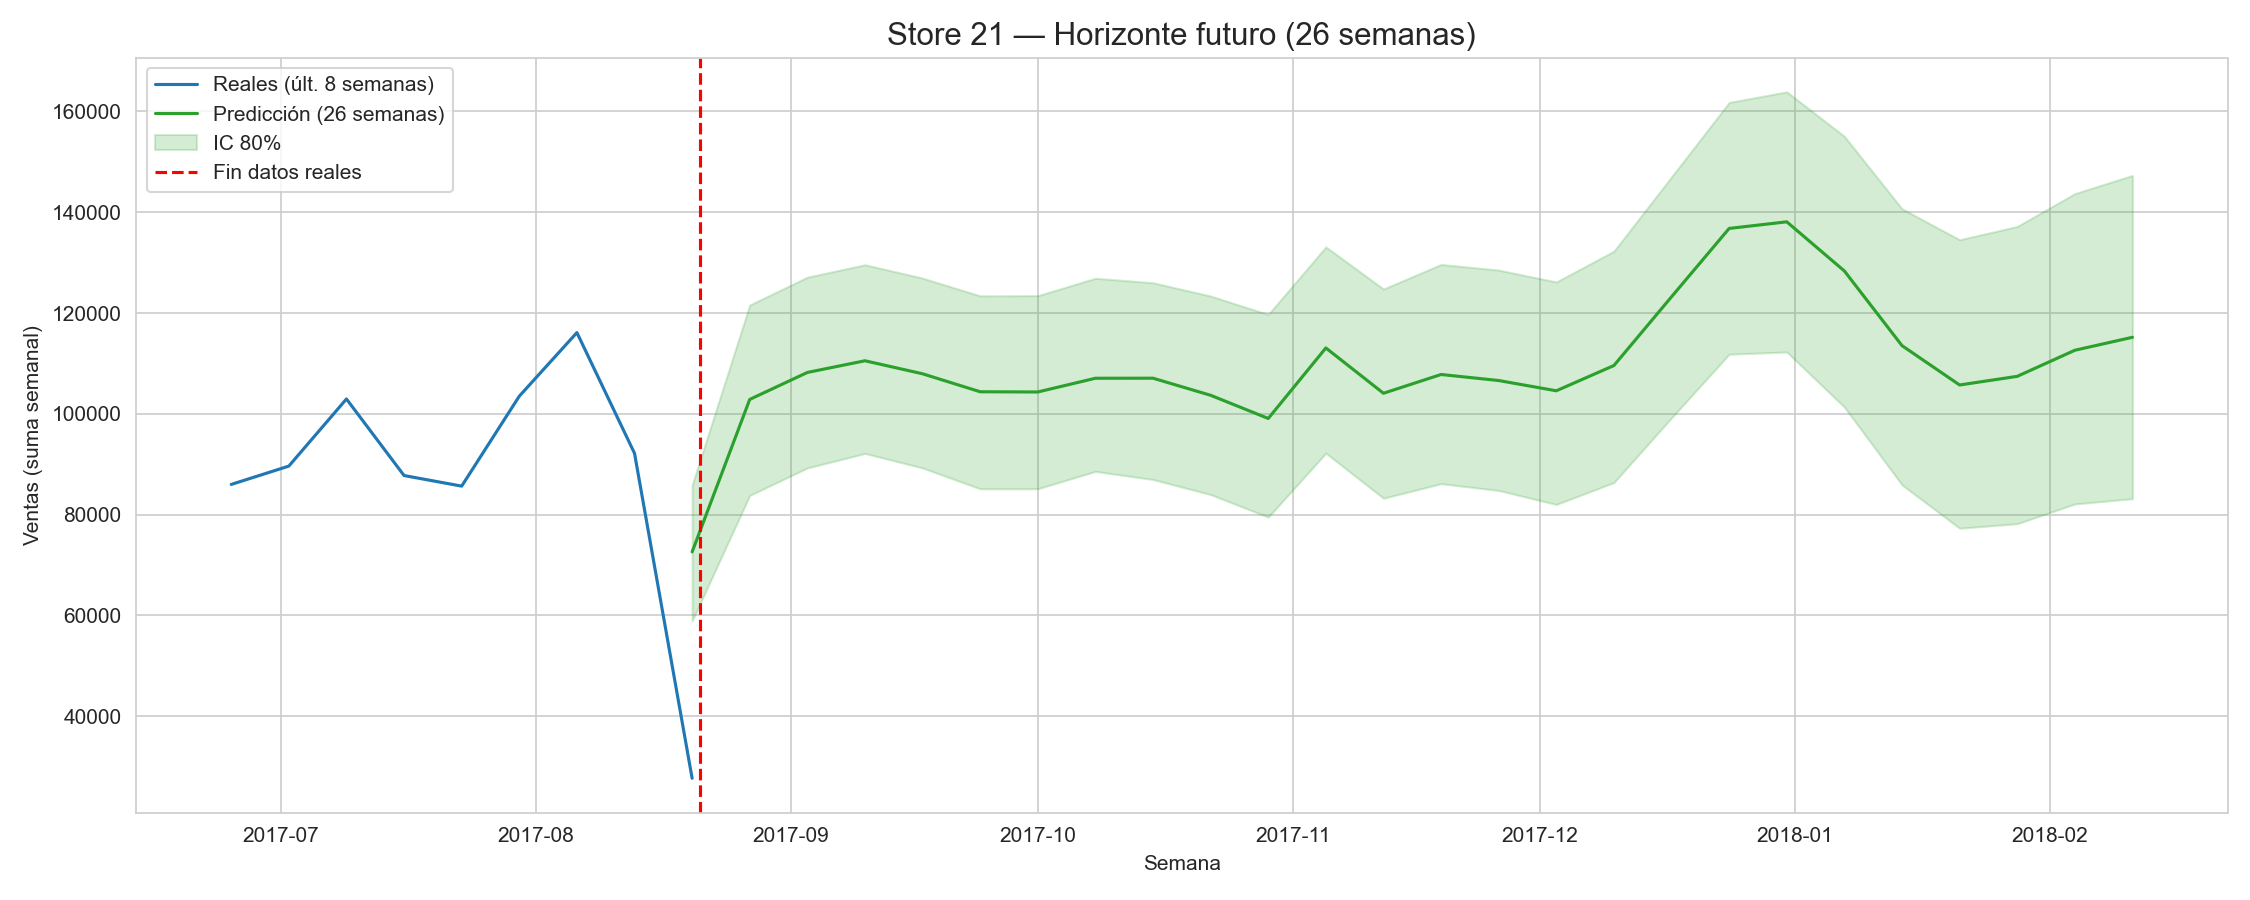 Store 21 — Horizonte futuro (26 semanas)
Reales (últ. 8 semanas)
Predicción (26 semanas)
IC 80%
Fin datos reales
Ventas (suma semanal)
160000
140000
120000
100000
80000
60000
40000
2017-07 2017-08 2017-09 2017-10 2017-11 2017-12 2018-01 2018-02
Semana